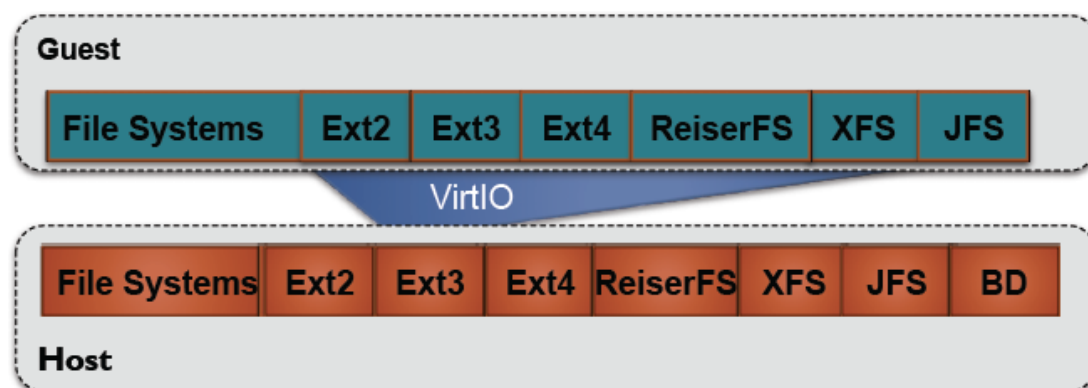 Guest
File Systems Ext2 Ext3 Ext4 ReiserFS XFS JFS
VirtIO
File Systems Ext2 Ext3 Ext4 ReiserFS XFS JFS BD
Host